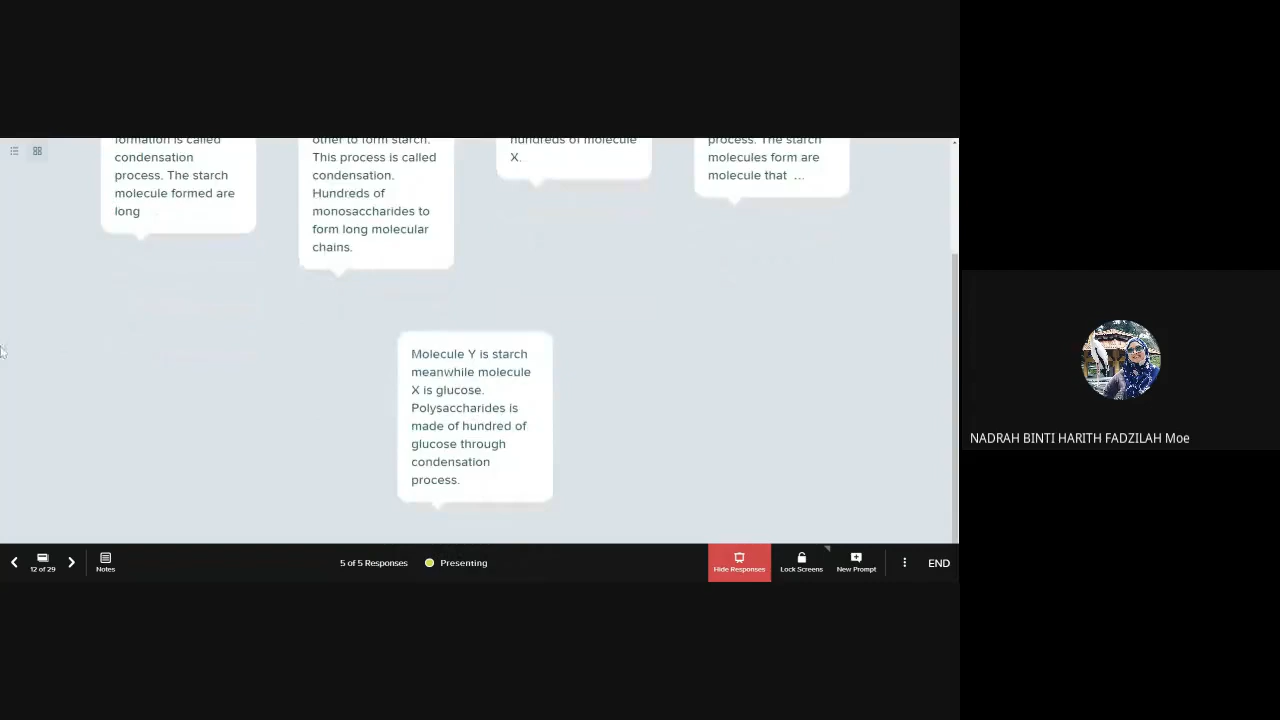 formation is called
condensation
process. The starch
molecule formed are
long
other to form starch.
This process is called
condensation.
Hundreds of
monosaccharides to
form long molecular
chains.
hundreds of molecule
X.
process. The starch
molecules form are
molecule that ...
Molecule Y is starch
meanwhile molecule
X is glucose.
Polysaccharides is
made of hundred of
glucose through
condensation
process.
NADRAH BINTI HARITH FADZILAH Moe
12 of 29
Notes
5 of 5 Responses
Presenting
Hide Responses
Lock Screens
New Prompt
END